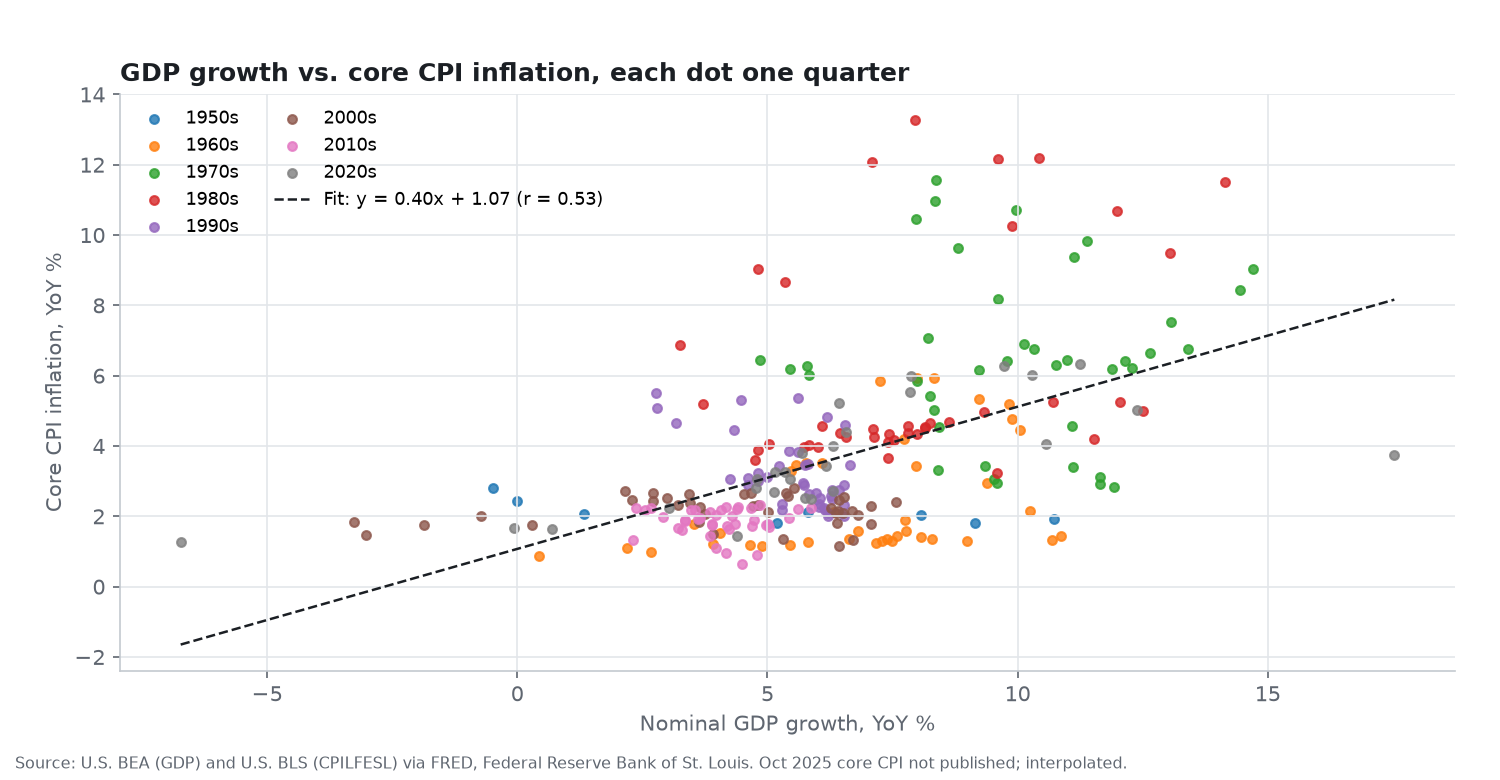 GDP growth vs. core CPI inflation, each dot one quarter
1950s
1960s
1970s
1980s
1990s
2000s
2010s
2020s
Fit: y = 0.40x + 1.07 (r = 0.53)
Core CPI inflation, YoY %
14
12
10
8
6
4
2
0
−2
−5
0
5
10
15
Nominal GDP growth, YoY %
Source: U.S. BEA (GDP) and U.S. BLS (CPILFESL) via FRED, Federal Reserve Bank of St. Louis. Oct 2025 core CPI not published; interpolated.